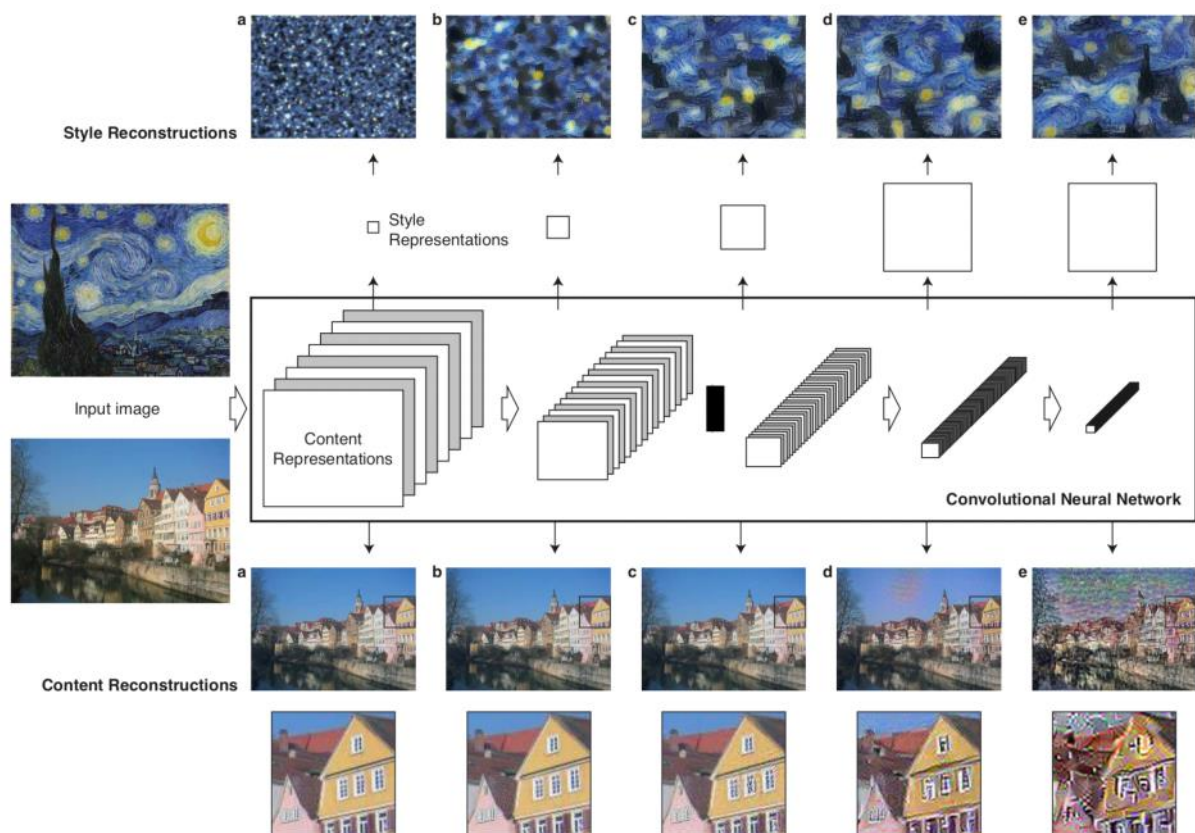 a
b
c
d
e
Style Reconstructions
Style
Representations
Input image
Content
Representations
Convolutional Neural Network
a
b
c
d
e
Content Reconstructions